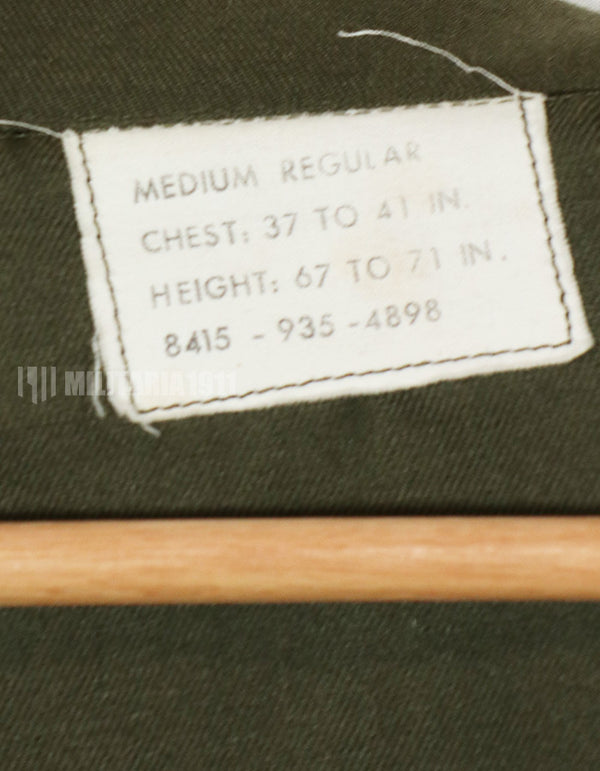 MEDIUM REGULAR
CHEST: 37 TO 41 IN.
HEIGHT: 67 TO 71 IN.
8415 - 935 - 4898
MILITARIA1911